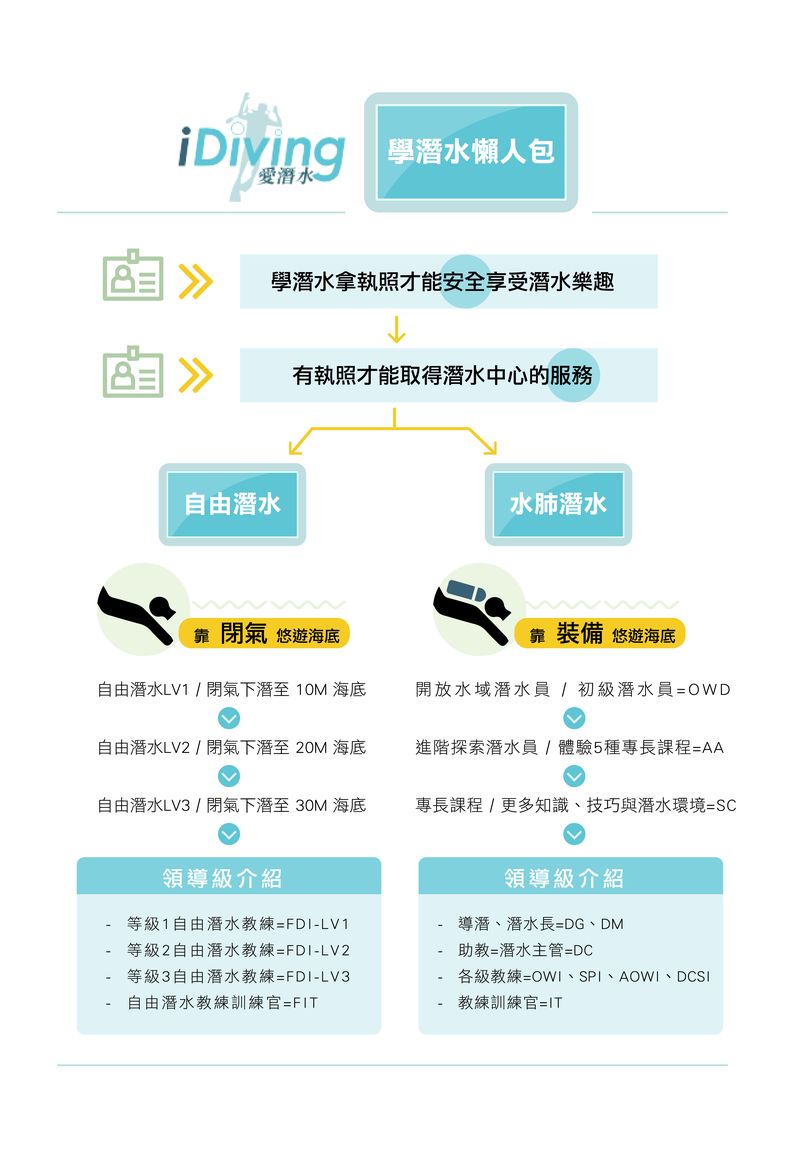 iDiving
愛潛水
學潛水懶人包
學潛水拿執照才能安全享受潛水樂趣
有執照才能取得潛水中心的服務
自由潛水
靠 閉氣 悠遊海底
自由潛水LV1 / 閉氣下潛至 10M 海底
自由潛水LV2 / 閉氣下潛至 20M 海底
自由潛水LV3 / 閉氣下潛至 30M 海底
領導級介紹
- 等級1自由潛水教練=FDI-LV1
- 等級2自由潛水教練=FDI-LV2
- 等級3自由潛水教練=FDI-LV3
- 自由潛水教練訓練官=FIT
水肺潛水
靠 裝備 悠遊海底
開放水域潛水員 / 初級潛水員=OWD
進階探索潛水員 / 體驗5種專長課程=AA
專長課程 / 更多知識、技巧與潛水環境=SC
領導級介紹
- 導潛、潛水長=DG、DM
- 助教=潛水主管=DC
- 各級教練=OWI、SPI、AOWI、DCSI
- 教練訓練官=IT